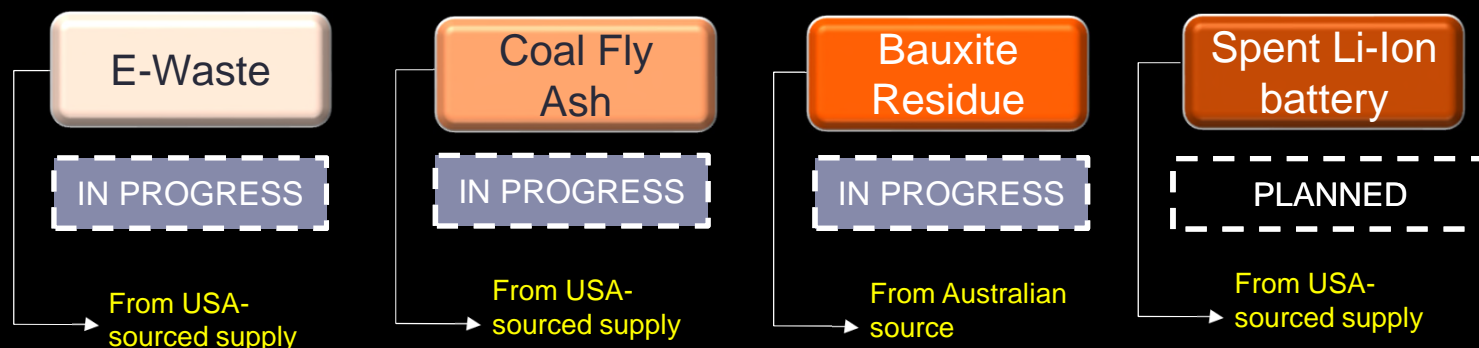 E-Waste
IN PROGRESS
From USA-
sourced supply
Coal Fly
Ash
IN PROGRESS
From USA-
sourced supply
Bauxite
Residue
IN PROGRESS
From Australian
source
Spent Li-Ion
battery
PLANNED
From USA-
sourced supply